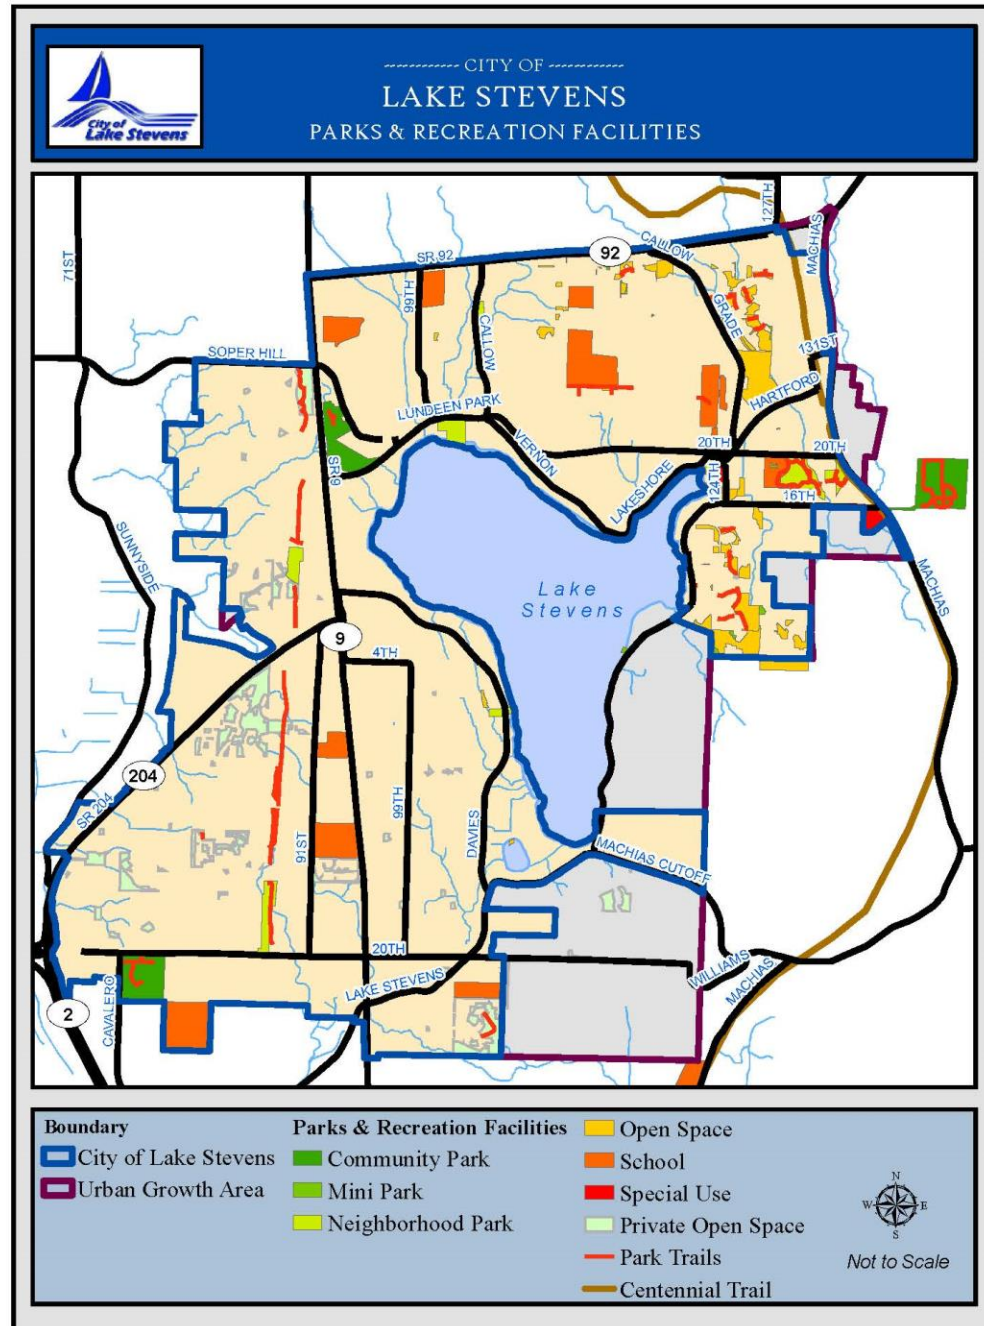 ------------ CITY OF ------------
LAKE STEVENS
PARKS & RECREATION FACILITIES
City of
Lake Stevens
127TH
MACHIAS
CALLOW
SR 92
92
71ST
99TH
CALLOW
GRADE
131ST
SOPER HILL
HARTFORD
LUNDEEN PARK
VERNON
20TH
20TH
SR 9
LAKESHORE
124TH
16TH
SUNNYSIDE
MACHIAS
Lake
Stevens
9
4TH
204
SR 204
91ST
99TH
DAVIES
MACHIAS CUTOFF
20TH
WILLIAMS
MACHIAS
LAKE STEVENS
CAVALERO
2
Boundary
City of Lake Stevens
Urban Growth Area
Parks & Recreation Facilities
Community Park
Mini Park
Neighborhood Park
Open Space
School
Special Use
Private Open Space
Park Trails
Centennial Trail
N
W
E
S
Not to Scale